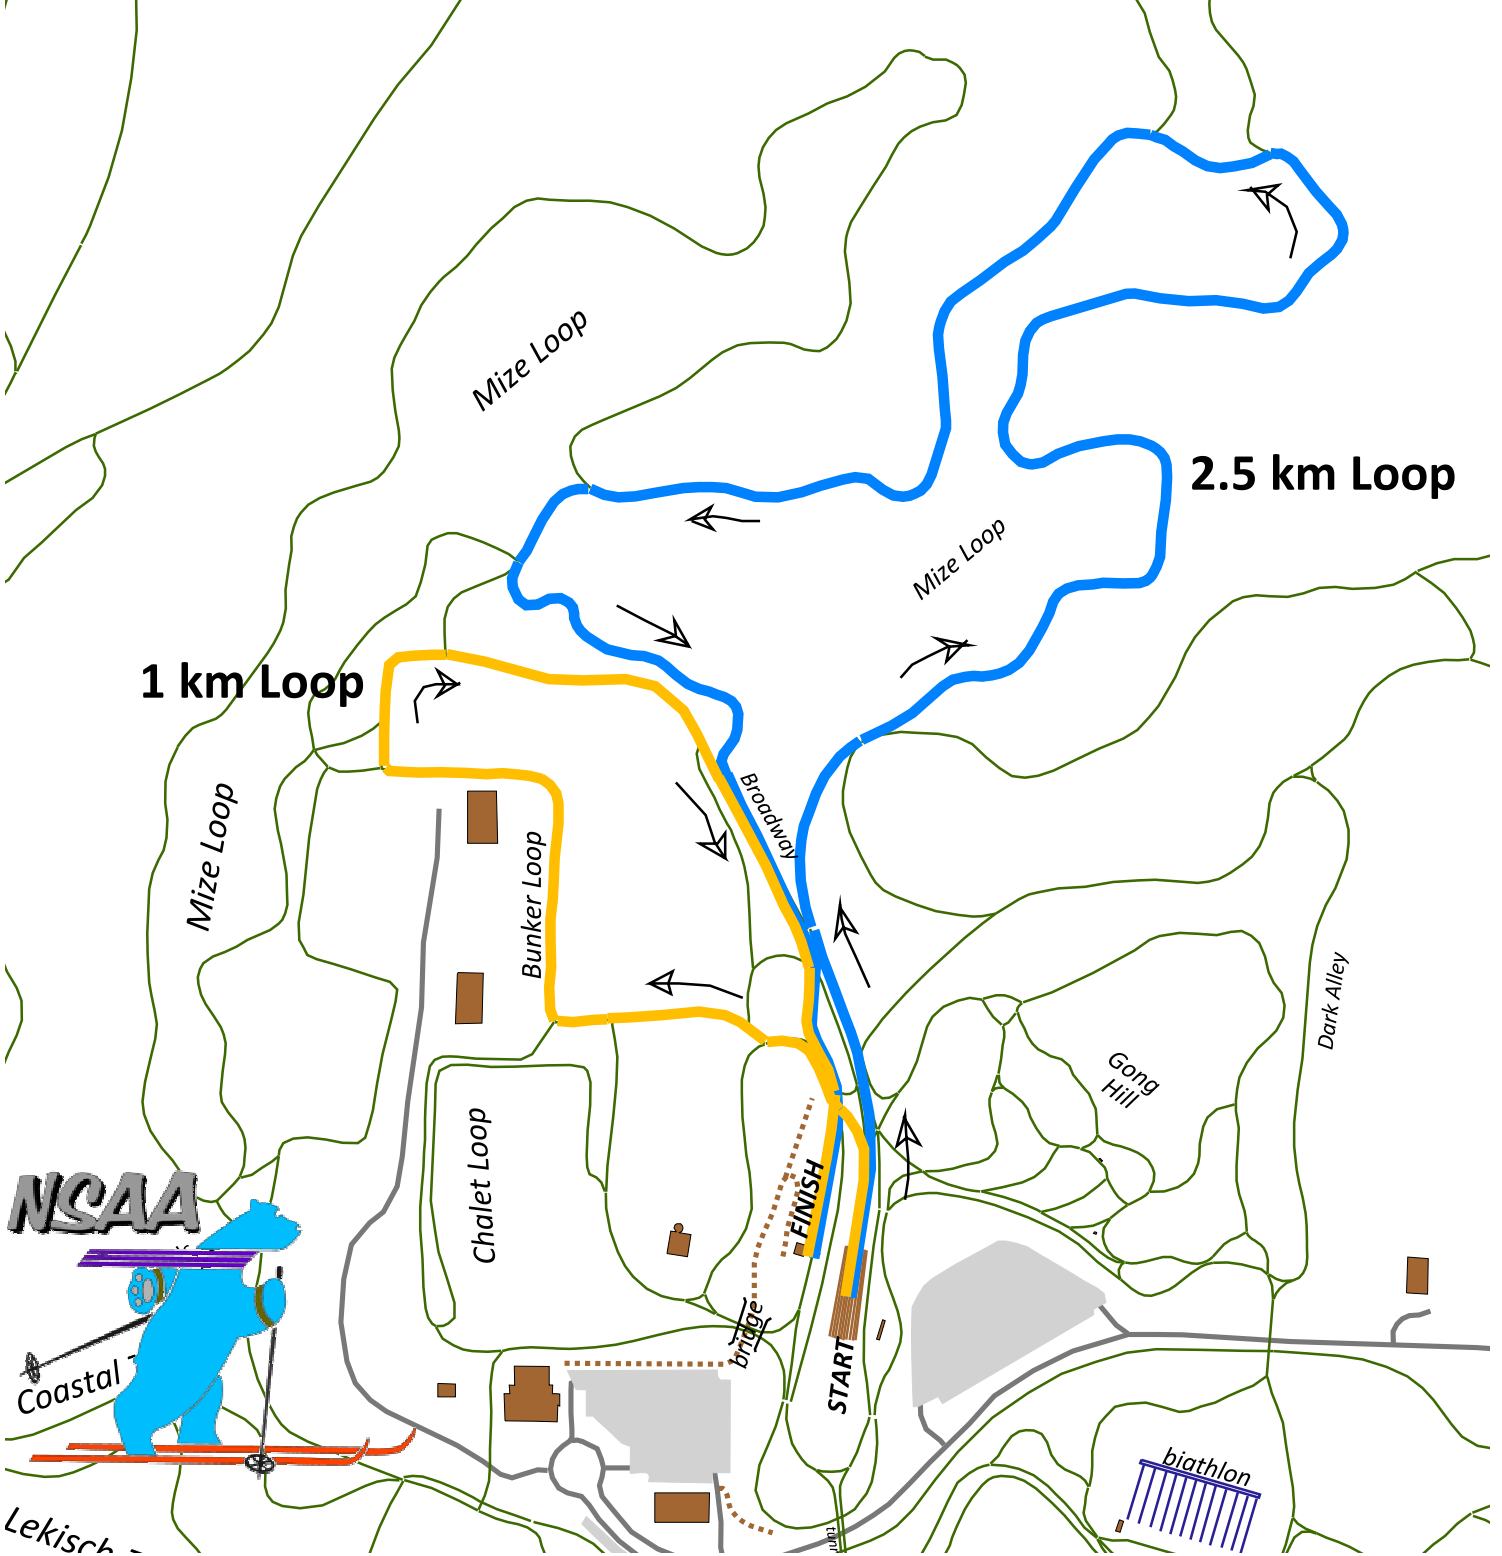 Mize Loop
2.5 km Loop
Mize Loop
1 km Loop
Broadway
Mize Loop
Bunker Loop
Dark Alley
Gong
Hill
Chalet Loop
FINISH
NSAA
bridge
START
Coastal
biathlon
Lekisch